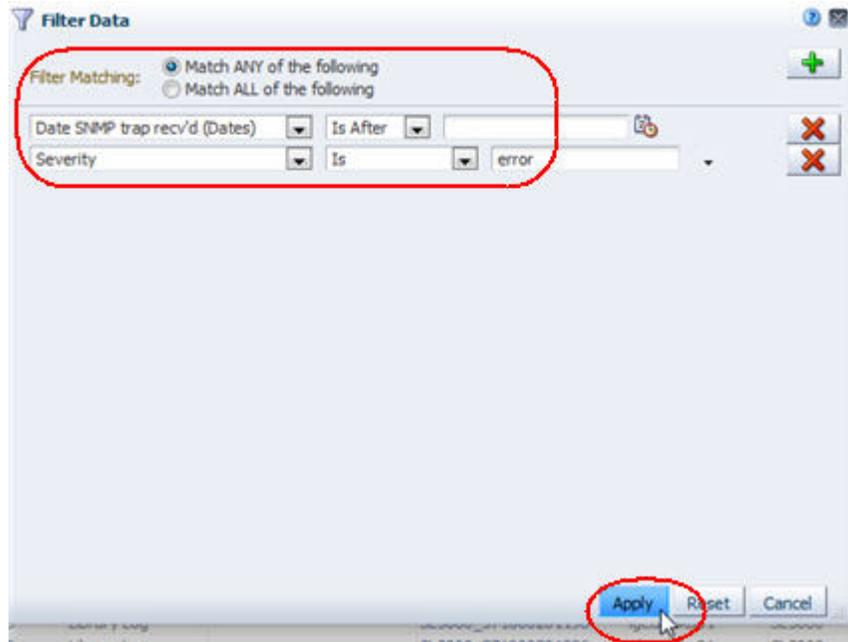 Filter Data
Filter Matching:
Match ANY of the following
Match ALL of the following
Date SNMP trap recv'd (Dates) Is After
Severity Is error
Apply Reset Cancel